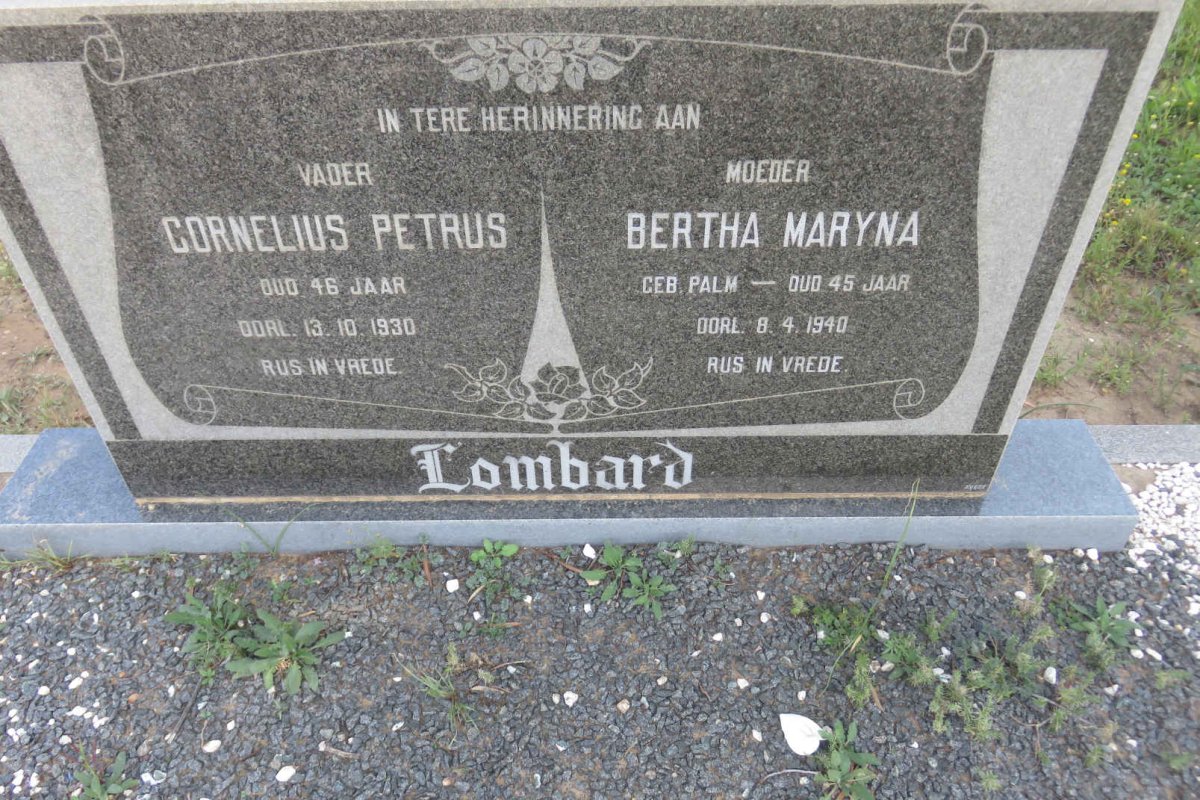 IN TERE HERINNERING AAN
VADER
CORNELIUS PETRUS
OUD 46 JAAR
OORL. 13. 10. 1930
RUS IN VREDE
MOEDER
BERTHA MARYNA
GEB. PALM — OUD 45 JAAR
OORL. 8. 4. 1940
RUS IN VREDE
Lombard